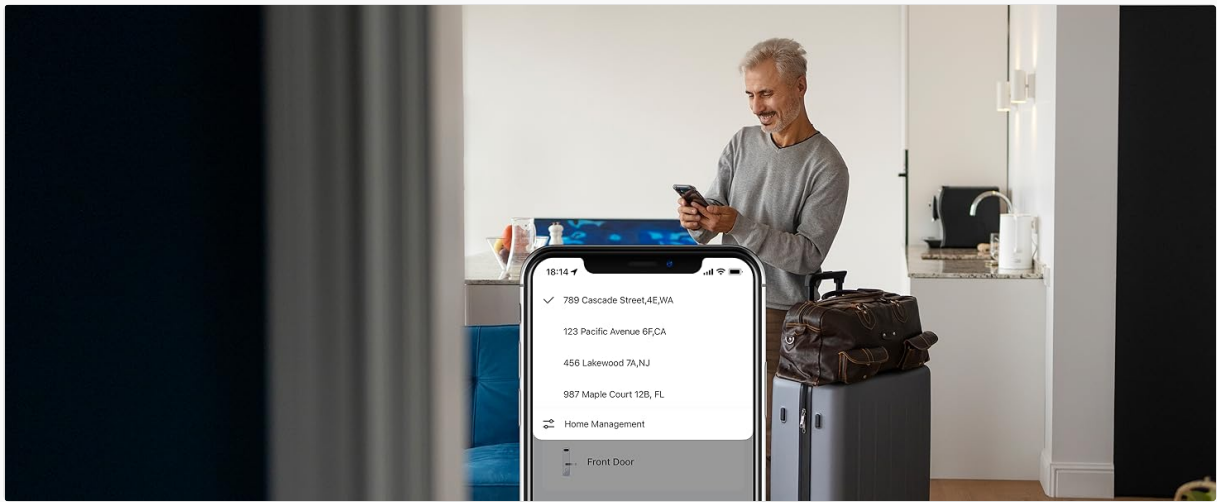 18:14
789 Cascade Street,4E,WA
123 Pacific Avenue 6F,CA
456 Lakewood 7A,NJ
987 Maple Court 12B, FL
Home Management
Front Door